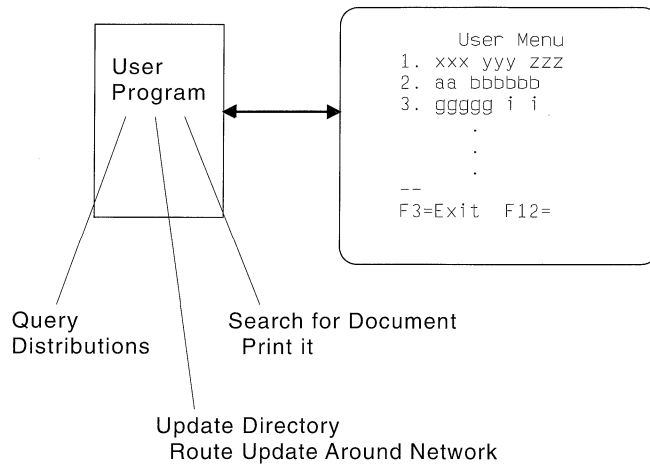 User
Program
User Menu
1. xxx yyy zzz
2. aa bbbbbb
3. ggggg i i
.
.
.
--
F3=Exit F12=
Query
Distributions
Search for Document
Print it
Update Directory
Route Update Around Network